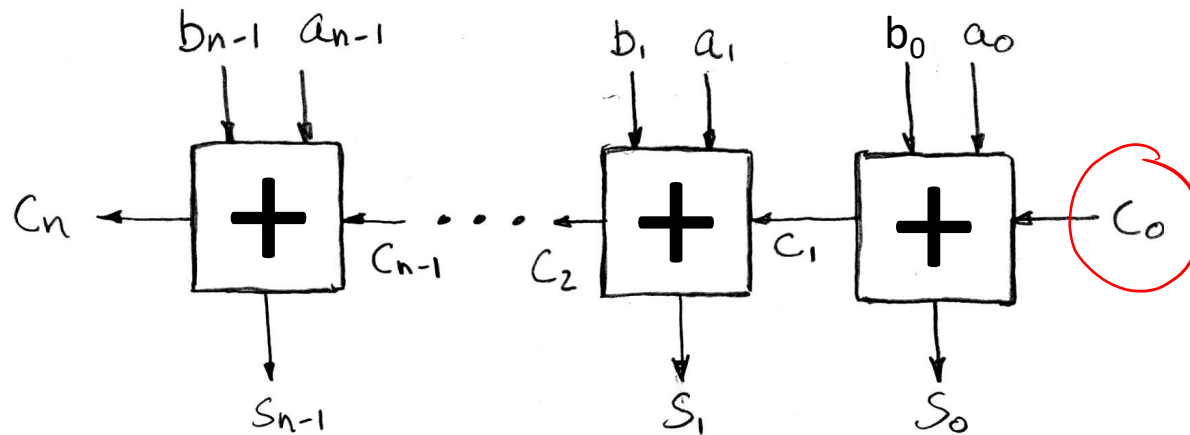 bn-1 an-1 b1 a1 b0 a0
Cn + Cn-1 ... C2 + C1 + C0
Sn-1 S1 S0